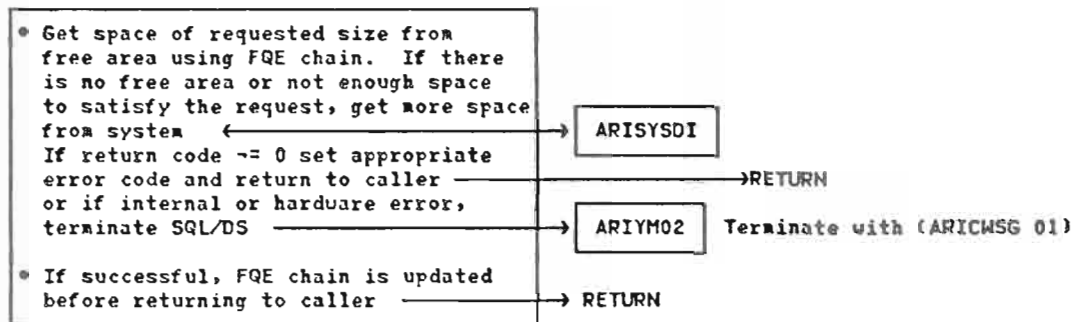 • Get space of requested size from
free area using FQE chain. If there
is no free area or not enough space
to satisfy the request, get more space
from system ARISYSDI
If return code ¬= 0 set appropriate
error code and return to caller RETURN
or if internal or hardware error,
terminate SQL/DS ARIYM02 Terminate with (ARICWSG 01)
• If successful, FQE chain is updated
before returning to caller RETURN